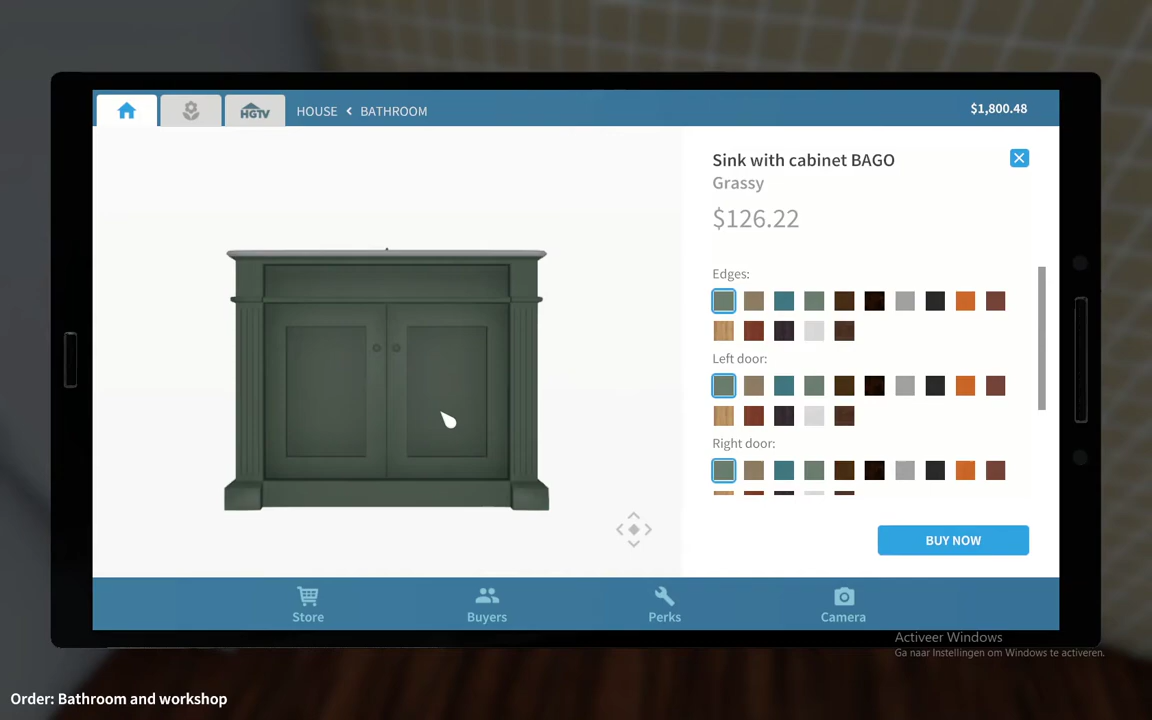 HGTV
HOUSE < BATHROOM
$1,800.48
Sink with cabinet BAGO
Grassy
$126.22
Edges:
Left door:
Right door:
BUY NOW
Store
Buyers
Perks
Camera
Activeer Windows
Ga naar Instellingen om Windows te activeren.
Order: Bathroom and workshop